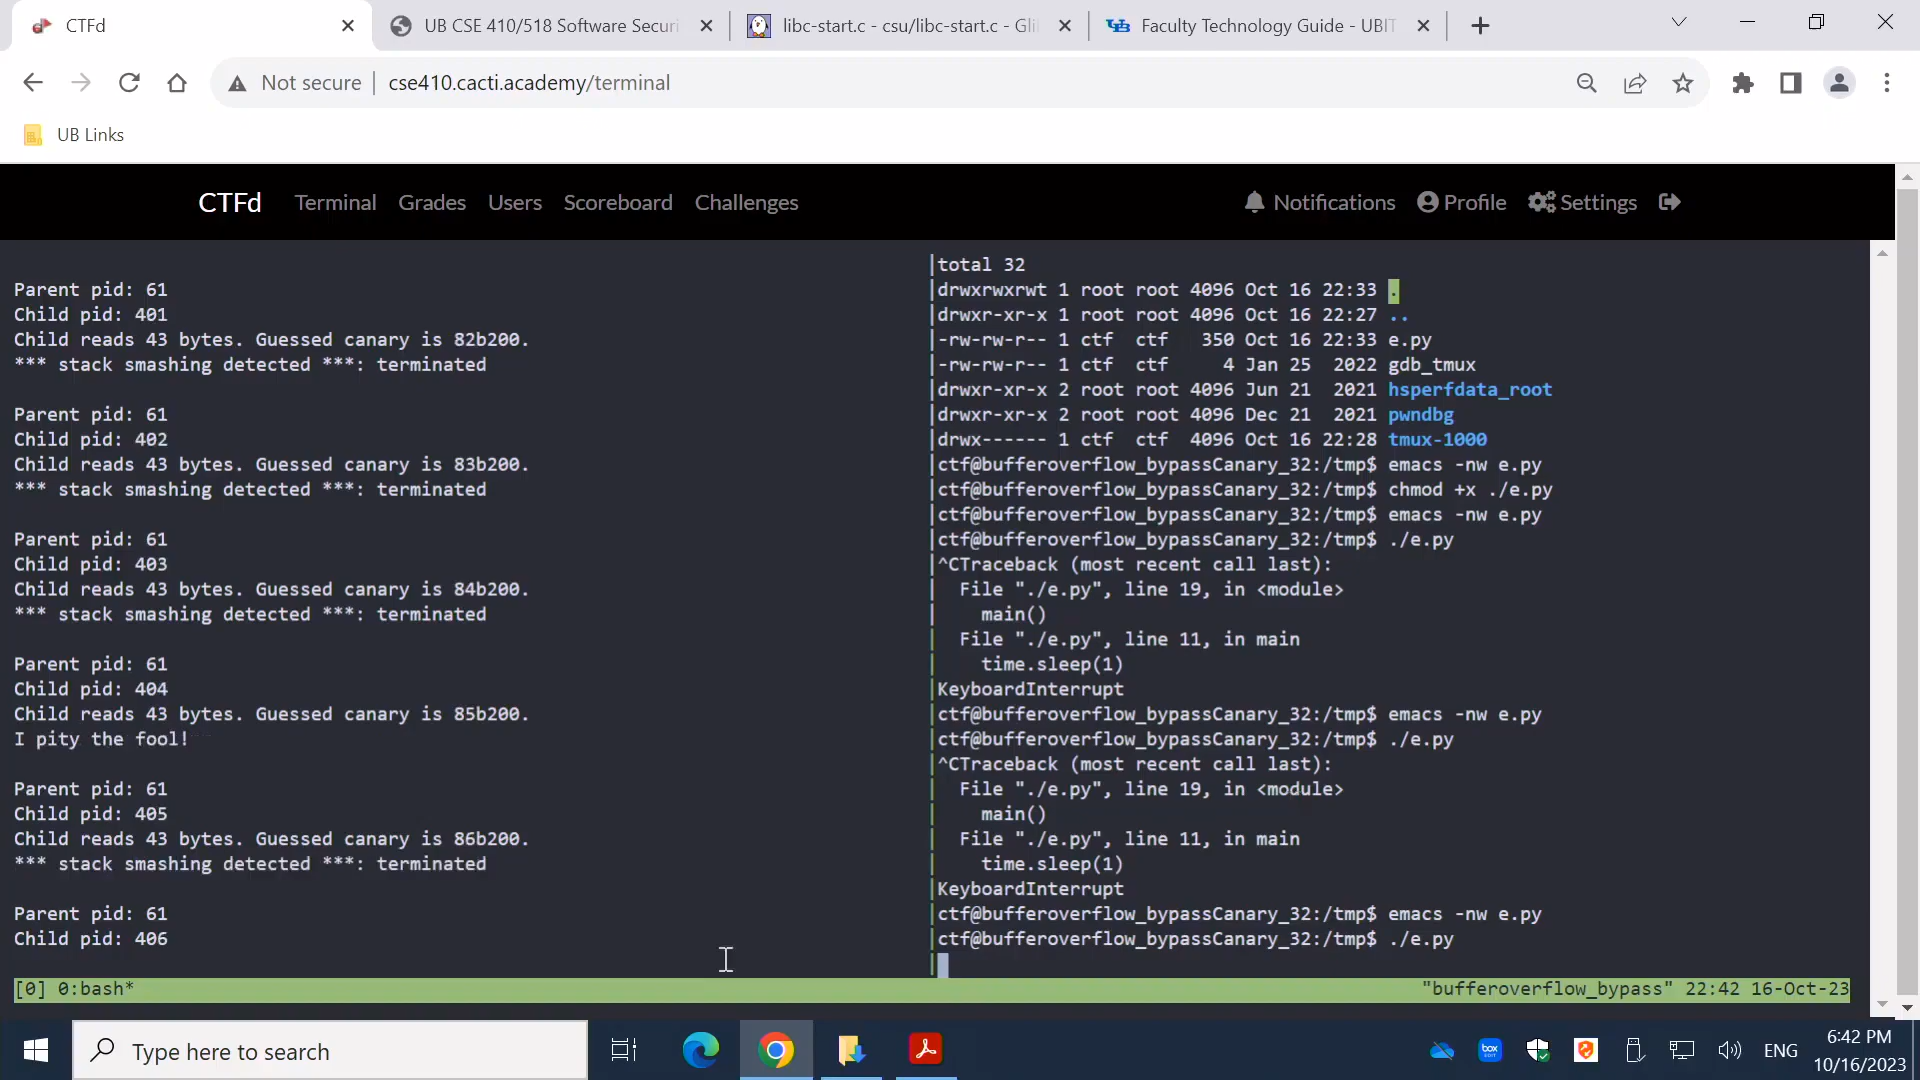 CTFd
UB CSE 410/518 Software Securi
libc-start.c - csu/libc-start.c - Gli
Faculty Technology Guide - UBIT
Not secure
cse410.cacti.academy/terminal
UB Links
CTFd
Terminal
Grades
Users
Scoreboard
Challenges
Notifications
Profile
Settings
Parent pid: 61
Child pid: 401
Child reads 43 bytes. Guessed canary is 82b200.
*** stack smashing detected ***: terminated
Parent pid: 61
Child pid: 402
Child reads 43 bytes. Guessed canary is 83b200.
*** stack smashing detected ***: terminated
Parent pid: 61
Child pid: 403
Child reads 43 bytes. Guessed canary is 84b200.
*** stack smashing detected ***: terminated
Parent pid: 61
Child pid: 404
Child reads 43 bytes. Guessed canary is 85b200.
I pity the fool!
Parent pid: 61
Child pid: 405
Child reads 43 bytes. Guessed canary is 86b200.
*** stack smashing detected ***: terminated
Parent pid: 61
Child pid: 406
total 32
drwxrwxrwt 1 root root 4096 Oct 16 22:33 .
drwxr-xr-x 1 root root 4096 Oct 16 22:27 ..
-rw-rw-r-- 1 ctf  ctf   350 Oct 16 22:33 e.py
-rw-rw-r-- 1 ctf  ctf     4 Jan 25  2022 gdb_tmux
drwxr-xr-x 2 root root 4096 Jun 21  2021 hsperfdata_root
drwxr-xr-x 2 root root 4096 Dec 21  2021 pwndbg
drwx------ 1 ctf  ctf  4096 Oct 16 22:28 tmux-1000
ctf@bufferoverflow_bypassCanary_32:/tmp$ emacs -nw e.py
ctf@bufferoverflow_bypassCanary_32:/tmp$ chmod +x ./e.py
ctf@bufferoverflow_bypassCanary_32:/tmp$ emacs -nw e.py
ctf@bufferoverflow_bypassCanary_32:/tmp$ ./e.py
^CTraceback (most recent call last):
File "./e.py", line 19, in <module>
main()
File "./e.py", line 11, in main
time.sleep(1)
KeyboardInterrupt
ctf@bufferoverflow_bypassCanary_32:/tmp$ emacs -nw e.py
ctf@bufferoverflow_bypassCanary_32:/tmp$ ./e.py
^CTraceback (most recent call last):
File "./e.py", line 19, in <module>
main()
File "./e.py", line 11, in main
time.sleep(1)
KeyboardInterrupt
ctf@bufferoverflow_bypassCanary_32:/tmp$ emacs -nw e.py
ctf@bufferoverflow_bypassCanary_32:/tmp$ ./e.py
[0] 0:bash*
"bufferoverflow_bypass" 22:42 16-Oct-23
Type here to search
ENG
6:42 PM
10/16/2023